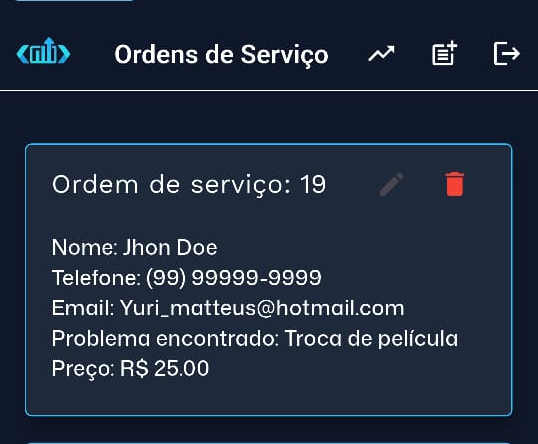 Ordens de Serviço
Ordem de serviço: 19
Nome: Jhon Doe
Telefone: (99) 99999-9999
Email: Yuri_matteus@hotmail.com
Problema encontrado: Troca de película
Preço: R$ 25.00